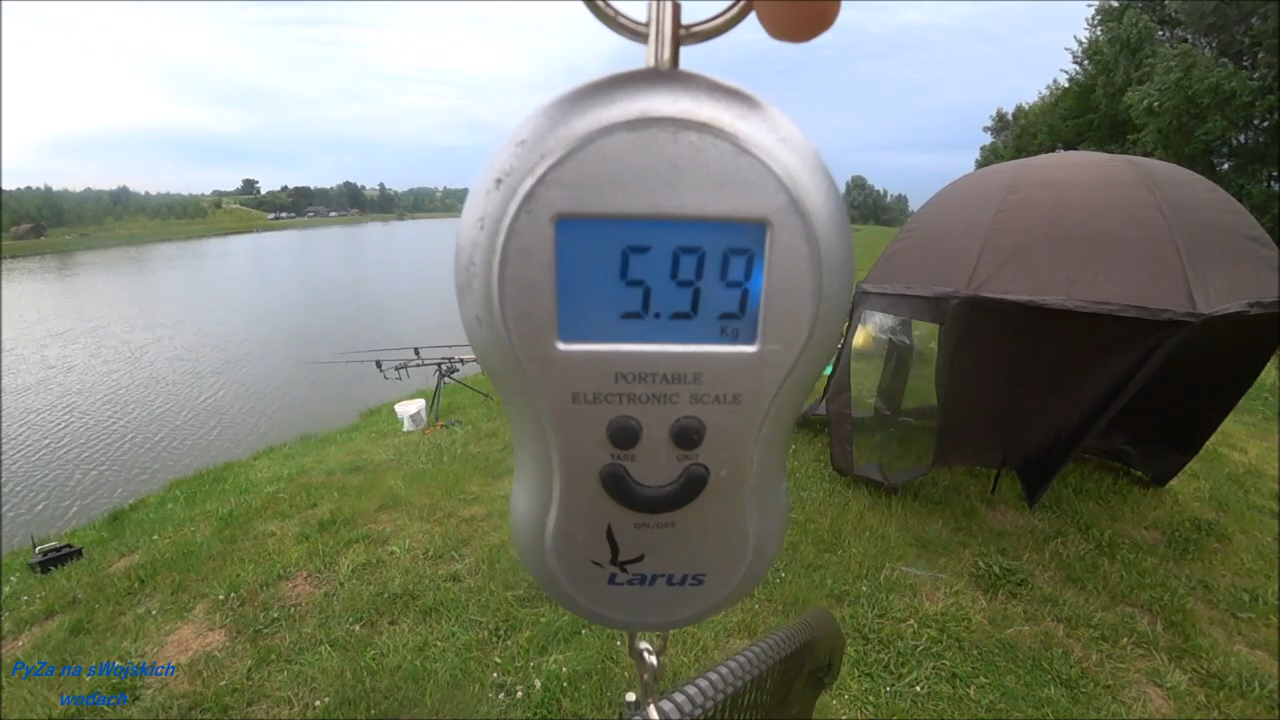 5.99
Kg
PORTABLE
ELECTRONIC SCALE
TARE UNIT
ON/OFF
Larus
PyZa na sWojskich
wodach